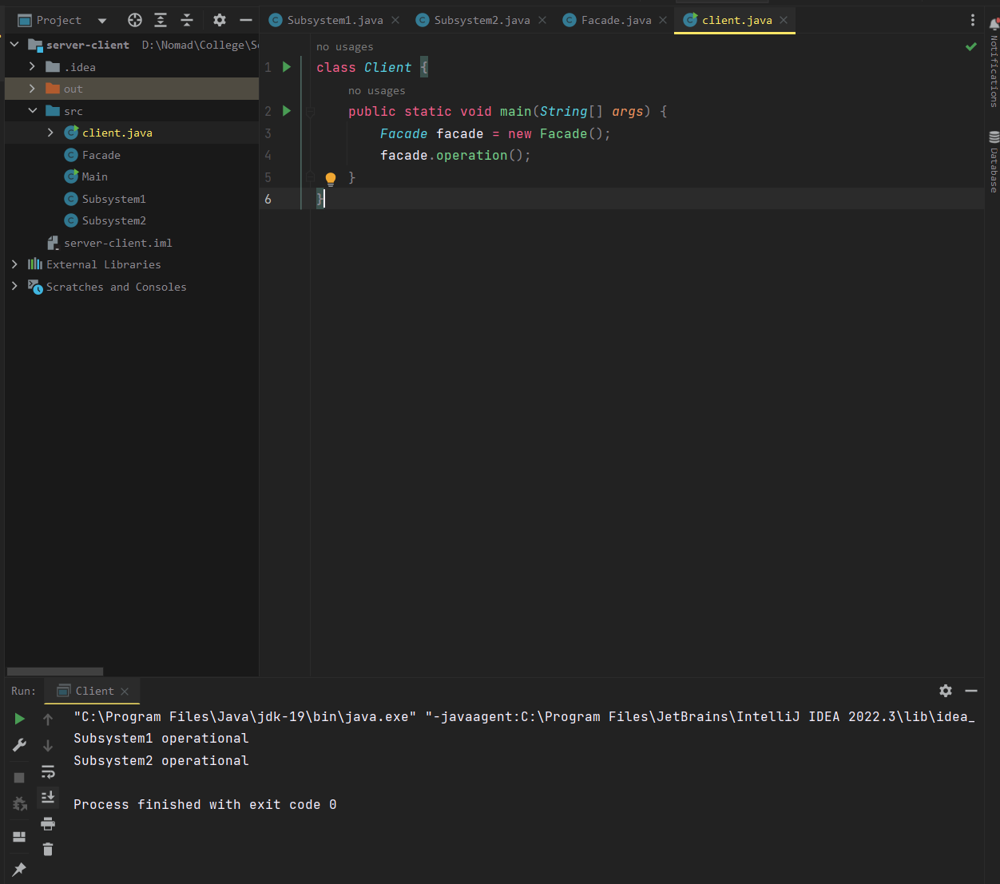 Project
Subsystem1.java
Subsystem2.java
Facade.java
client.java
Notifications
Database
server-client D:\Nomad\College\S
.idea
out
src
client.java
Facade
Main
Subsystem1
Subsystem2
server-client.iml
External Libraries
Scratches and Consoles
no usages
1 class Client {
no usages
2 public static void main(String[] args) {
3 Facade facade = new Facade();
4 facade.operation();
5 }
6 }
Run: Client
"C:\Program Files\Java\jdk-19\bin\java.exe" "-javaagent:C:\Program Files\JetBrains\IntelliJ IDEA 2022.3\lib\idea_
Subsystem1 operational
Subsystem2 operational
Process finished with exit code 0